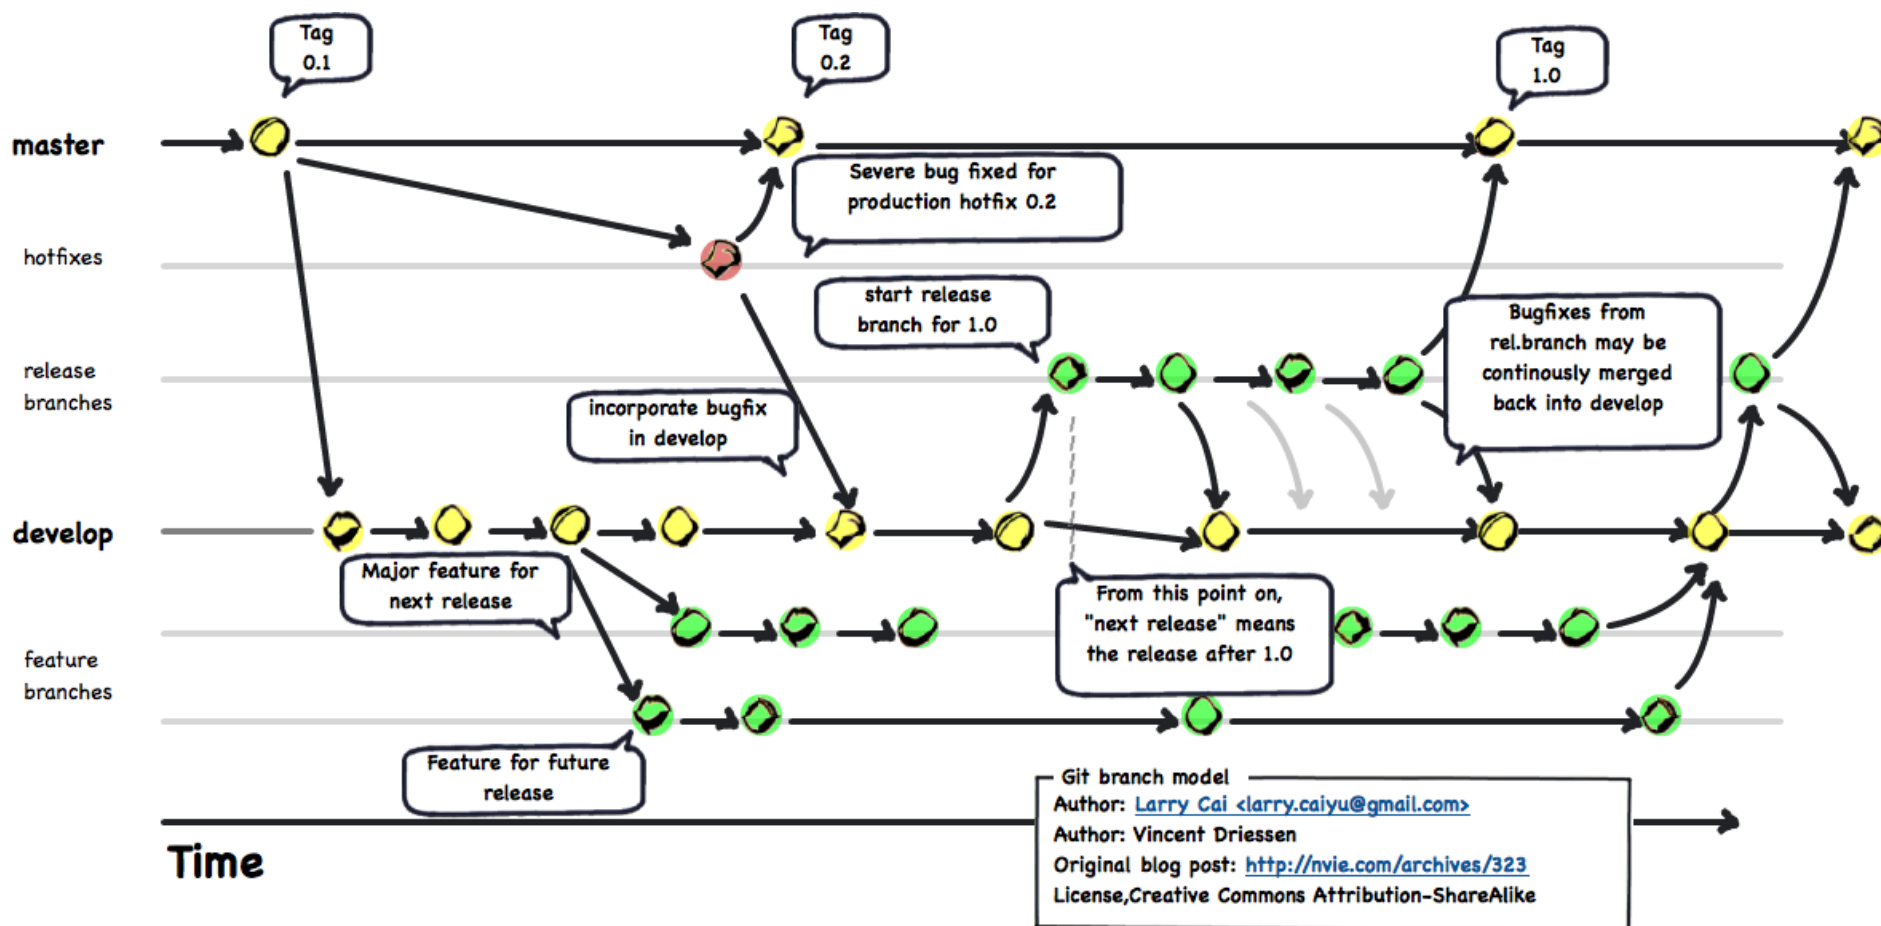 Tag
0.1
Tag
0.2
Tag
1.0
master
Severe bug fixed for
production hotfix 0.2
hotfixes
start release
branch for 1.0
Bugfixes from
rel.branch may be
continously merged
back into develop
release
branches
incorporate bugfix
in develop
develop
Major feature for
next release
From this point on,
"next release" means
the release after 1.0
feature
branches
Feature for future
release
Git branch model
Author: Larry Cai <larry.caiyu@gmail.com>
Author: Vincent Driessen
Original blog post: http://nvie.com/archives/323
License,Creative Commons Attribution-ShareAlike
Time